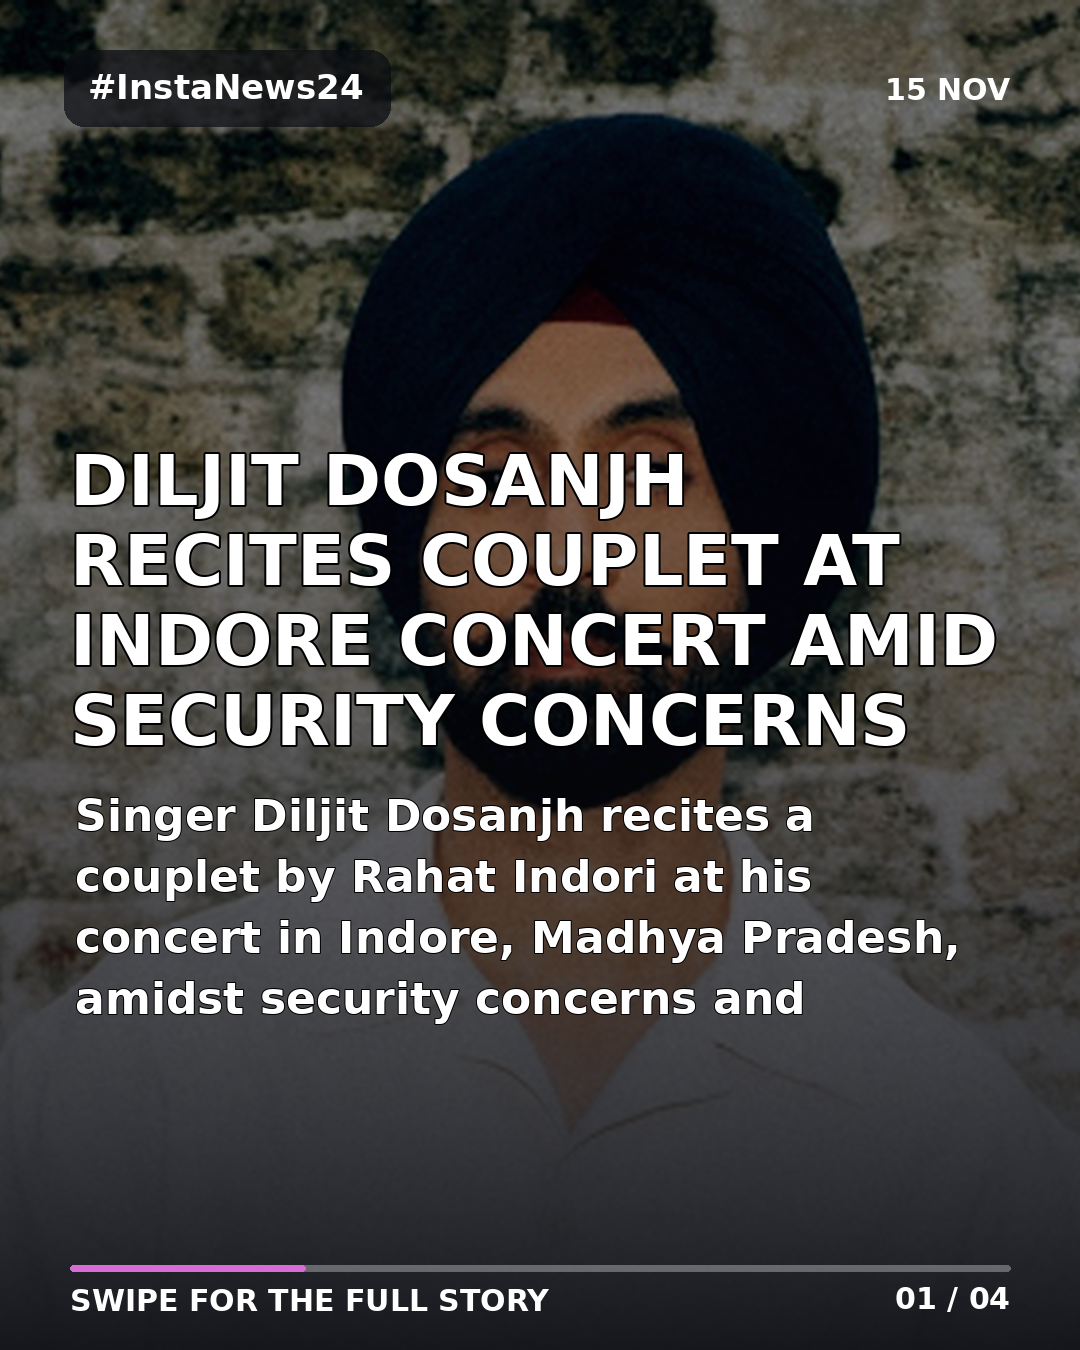 #InstaNews24
15 NOV
DILJIT DOSANJH
RECITES COUPLET AT
INDORE CONCERT AMID
SECURITY CONCERNS
Singer Diljit Dosanjh recites a
couplet by Rahat Indori at his
concert in Indore, Madhya Pradesh,
amidst security concerns and
SWIPE FOR THE FULL STORY
01 / 04